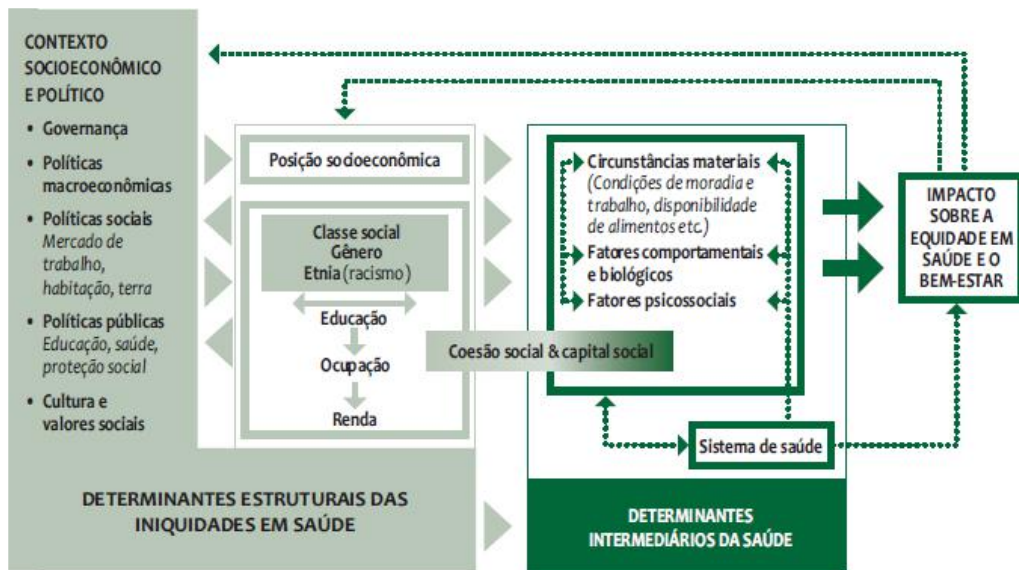 CONTEXTO
SOCIOECONÔMICO
E POLÍTICO
• Governança
• Políticas
macroeconômicas
• Políticas sociais
Mercado de
trabalho,
habitação, terra
• Políticas públicas
Educação, saúde,
proteção social
• Cultura e
valores sociais
Posição socioeconômica
Classe social
Gênero
Etnia (racismo)
Educação
Ocupação
Renda
DETERMINANTES ESTRUTURAIS DAS
INIQUIDADES EM SAÚDE
Coesão social & capital social
Circunstâncias materiais
(Condições de moradia e
trabalho, disponibilidade
de alimentos etc.)
Fatores comportamentais
e biológicos
Fatores psicossociais
Sistema de saúde
DETERMINANTES
INTERMEDIÁRIOS DA SAÚDE
IMPACTO
SOBRE A
EQUIDADE EM
SAÚDE E O
BEM-ESTAR